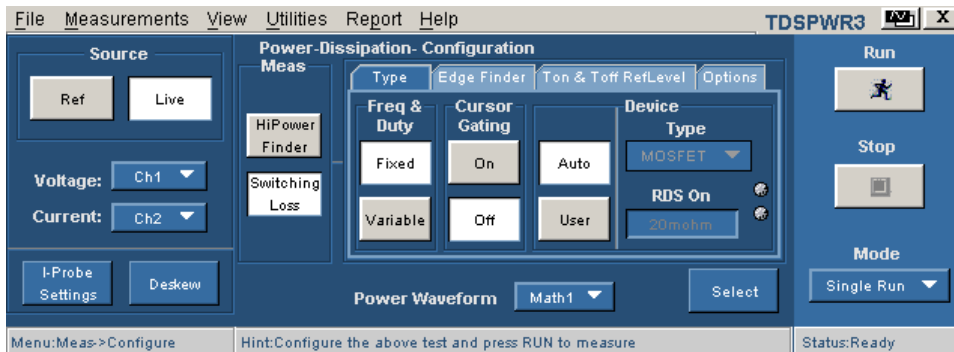 File Measurements View Utilities Report Help
TDSPWR3 X
Source
Ref Live
Voltage: Ch1
Current: Ch2
I-Probe
Settings
Deskew
Power-Dissipation- Configuration
Meas
HiPower
Finder
Switching
Loss
Type Edge Finder Ton & Toff RefLevel Options
Freq &
Duty
Fixed
Variable
Cursor
Gating
On
Off
Auto
User
Device
Type
MOSFET
RDS On
20mohm
Power Waveform Math1
Select
Run
Stop
Mode
Single Run
Menu:Meas->Configure
Hint:Configure the above test and press RUN to measure
Status:Ready